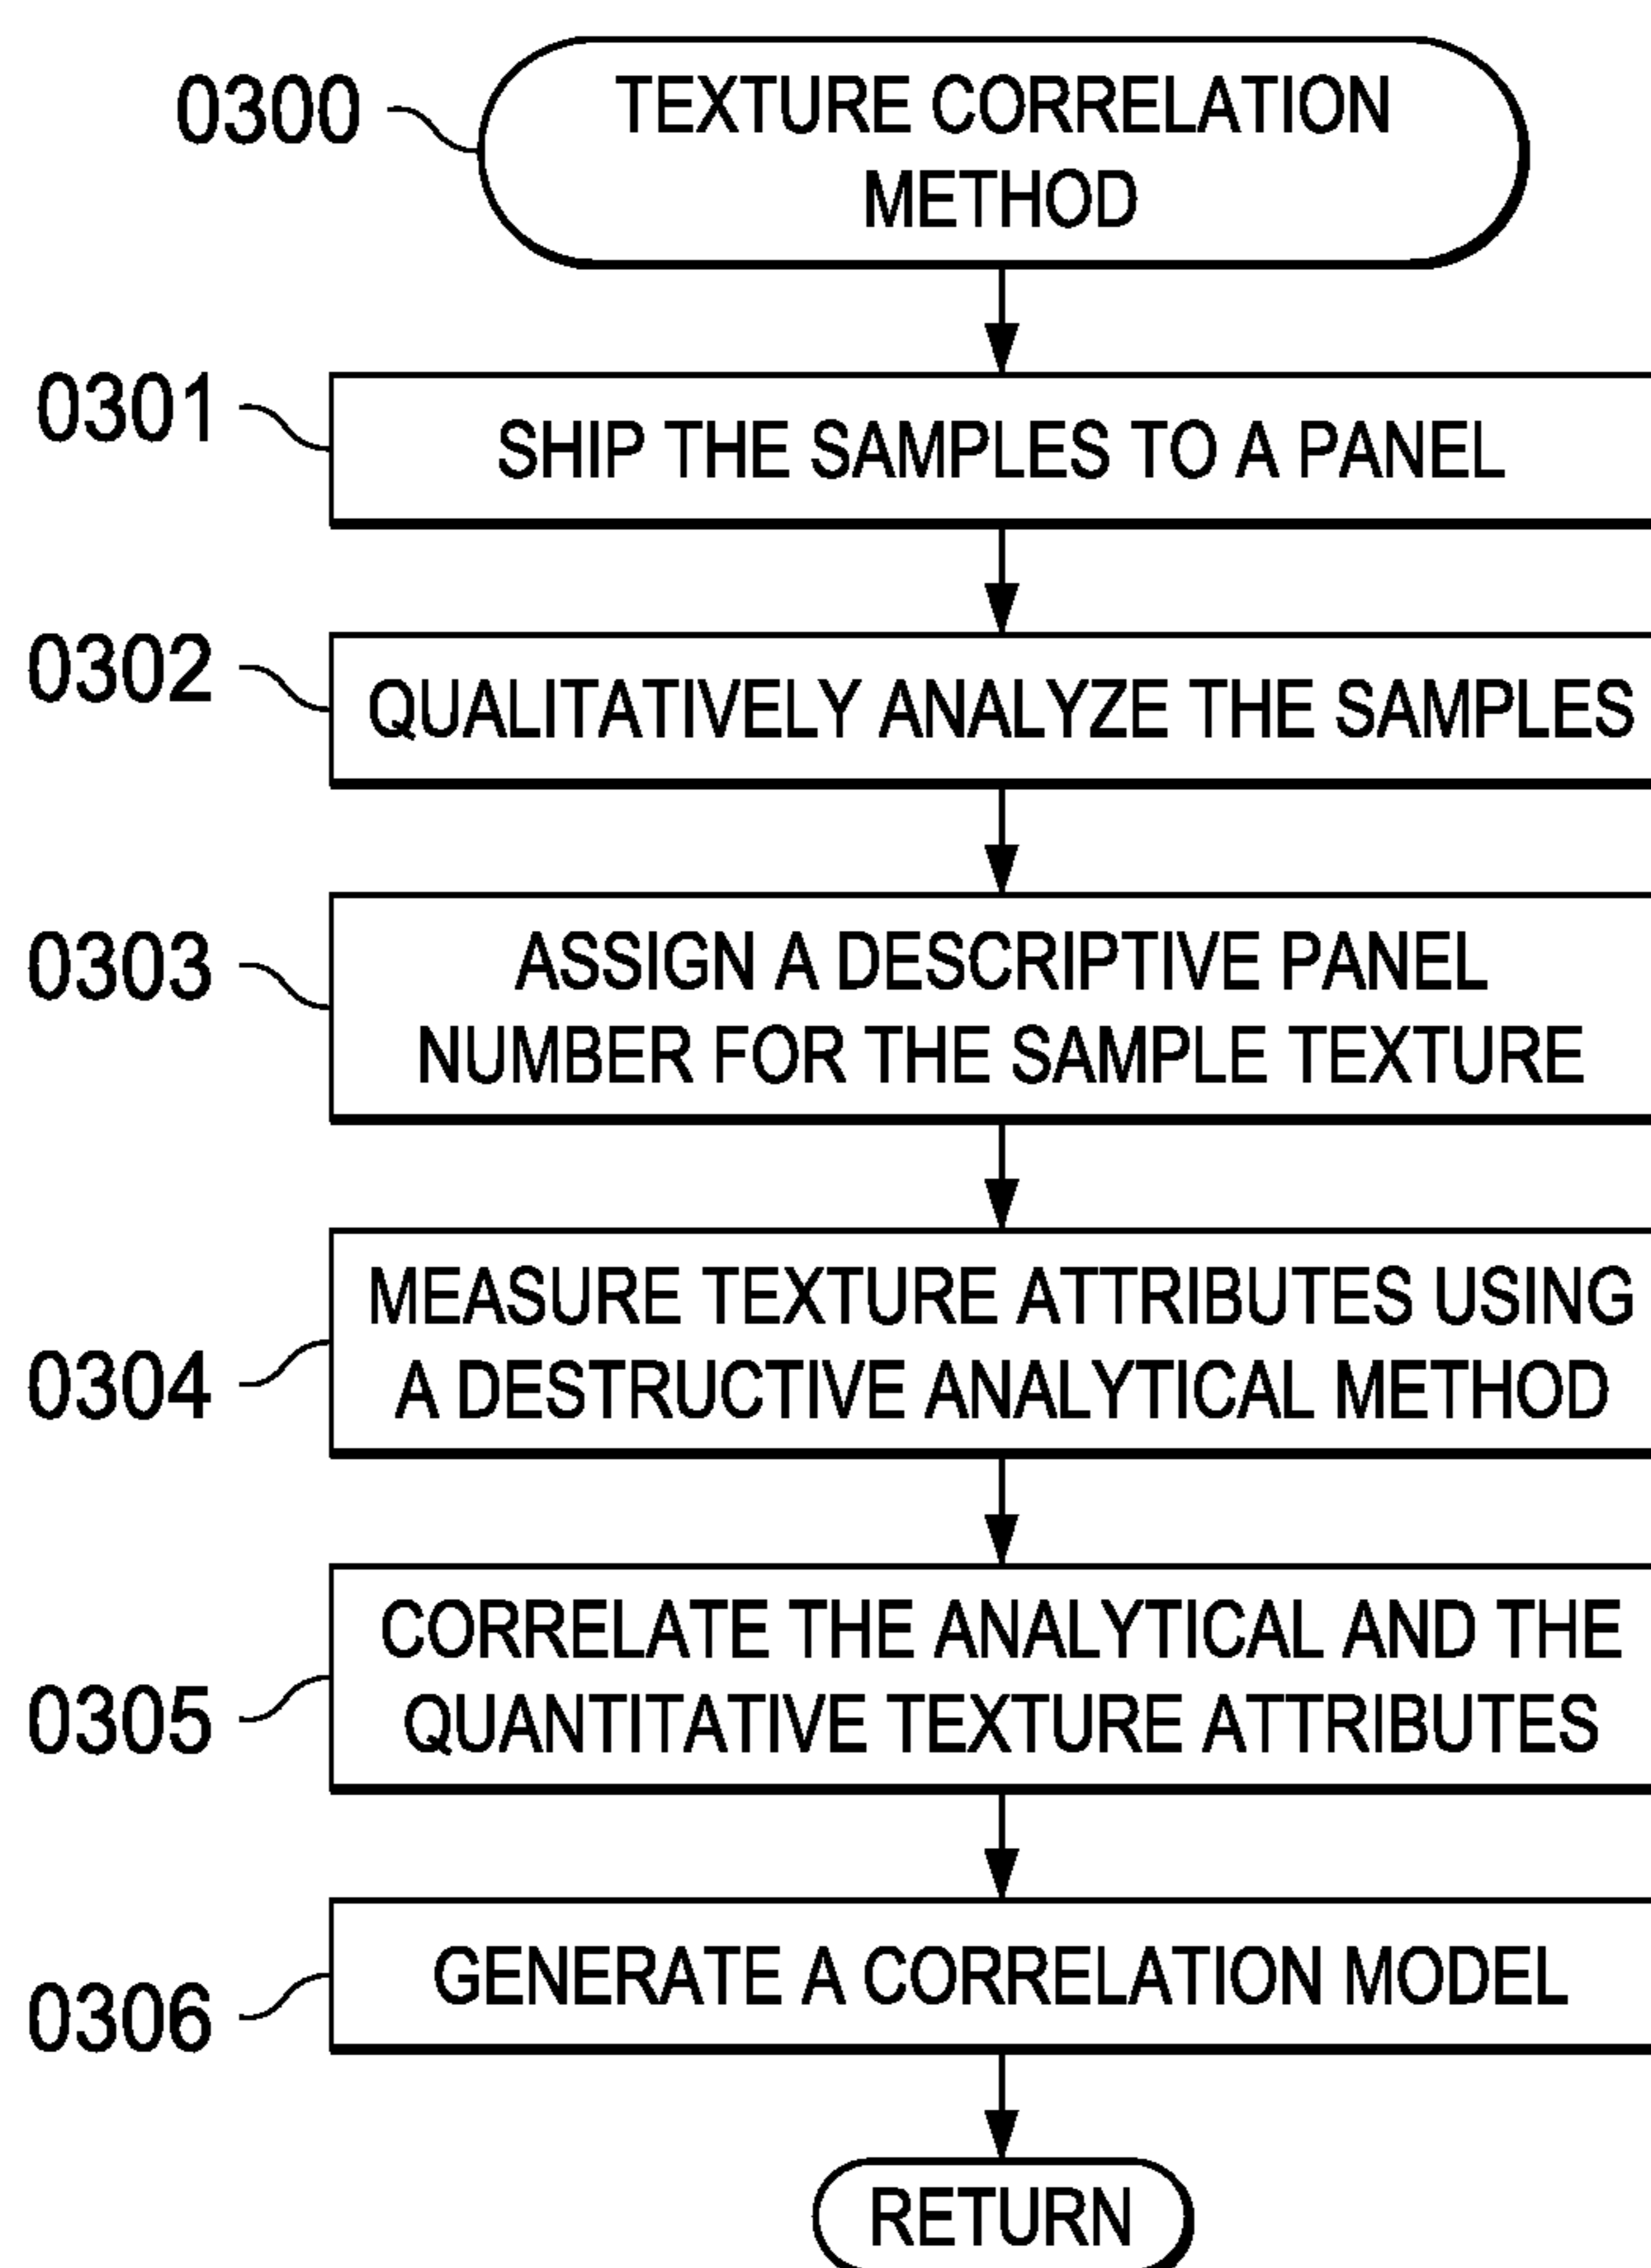 0300
TEXTURE CORRELATION
METHOD
0301
SHIP THE SAMPLES TO A PANEL
0302
QUALITATIVELY ANALYZE THE SAMPLES
0303
ASSIGN A DESCRIPTIVE PANEL
NUMBER FOR THE SAMPLE TEXTURE
0304
MEASURE TEXTURE ATTRIBUTES USING
A DESTRUCTIVE ANALYTICAL METHOD
0305
CORRELATE THE ANALYTICAL AND THE
QUANTITATIVE TEXTURE ATTRIBUTES
0306
GENERATE A CORRELATION MODEL
RETURN